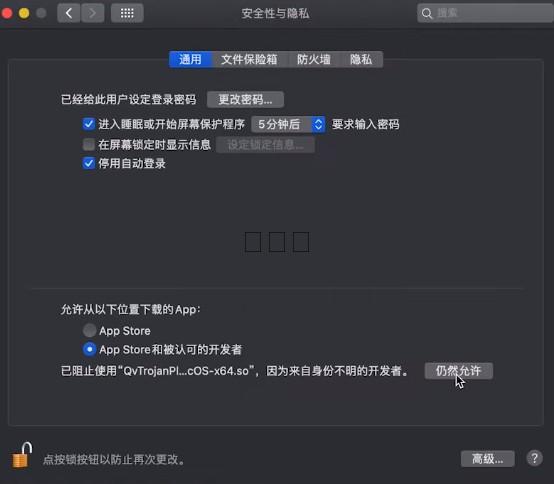 安全性与隐私
搜索
通用 文件保险箱 防火墙 隐私
已经给此用户设定登录密码 更改密码...
进入睡眠或开始屏幕保护程序 5分钟后 要求输入密码
在屏幕锁定时显示信息 设定锁定信息...
停用自动登录
允许从以下位置下载的App：
App Store
App Store和被认可的开发者
已阻止使用“QvTrojanPl...cOS-x64.so”，因为来自身份不明的开发者。 仍然允许
点按锁按钮以防止再次更改。 高级... ?